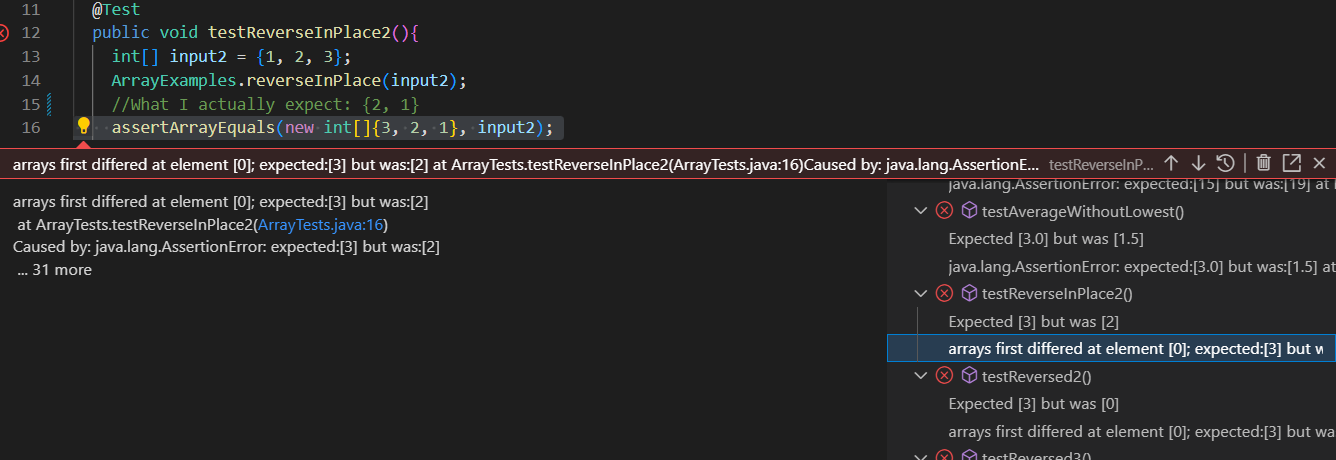 11 @Test
12 public void testReverseInPlace2(){
13 int[] input2 = {1, 2, 3};
14 ArrayExamples.reverseInPlace(input2);
15 //What I actually expect: {2, 1}
16 assertArrayEquals(new int[]{3, 2, 1}, input2);
arrays first differed at element [0]; expected:[3] but was:[2] at ArrayTests.testReverseInPlace2(ArrayTests.java:16)Caused by: java.lang.AssertionE... testReverseInP...
arrays first differed at element [0]; expected:[3] but was:[2]
at ArrayTests.testReverseInPlace2(ArrayTests.java:16)
Caused by: java.lang.AssertionError: expected:[3] but was:[2]
... 31 more
java.lang.AssertionError: expected:[15] but was:[19] at
testAverageWithoutLowest()
Expected [3.0] but was [1.5]
java.lang.AssertionError: expected:[3.0] but was:[1.5] at
testReverseInPlace2()
Expected [3] but was [2]
arrays first differed at element [0]; expected:[3] but w
testReversed2()
Expected [3] but was [0]
arrays first differed at element [0]; expected:[3] but wa
testReversed3()